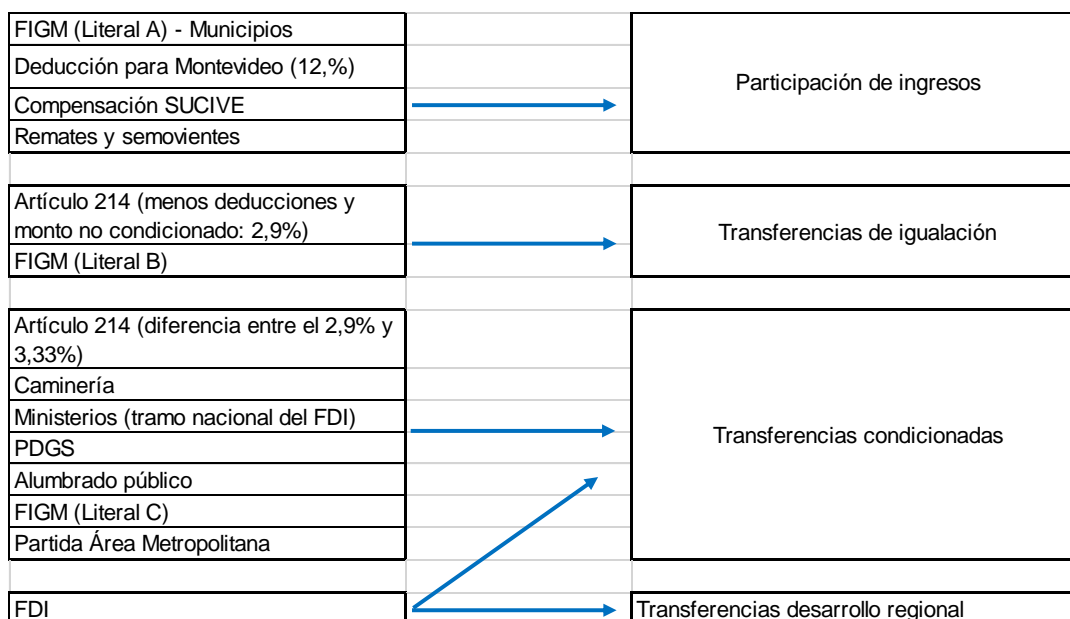 FIGM (Literal A) - Municipios
Deducción para Montevideo (12,%)
Compensación SUCIVE
Remates y semovientes
Participación de ingresos
Artículo 214 (menos deducciones y
monto no condicionado: 2,9%)
FIGM (Literal B)
Transferencias de igualación
Artículo 214 (diferencia entre el 2,9% y
3,33%)
Caminería
Ministerios (tramo nacional del FDI)
PDGS
Alumbrado público
FIGM (Literal C)
Partida Área Metropolitana
Transferencias condicionadas
FDI
Transferencias desarrollo regional